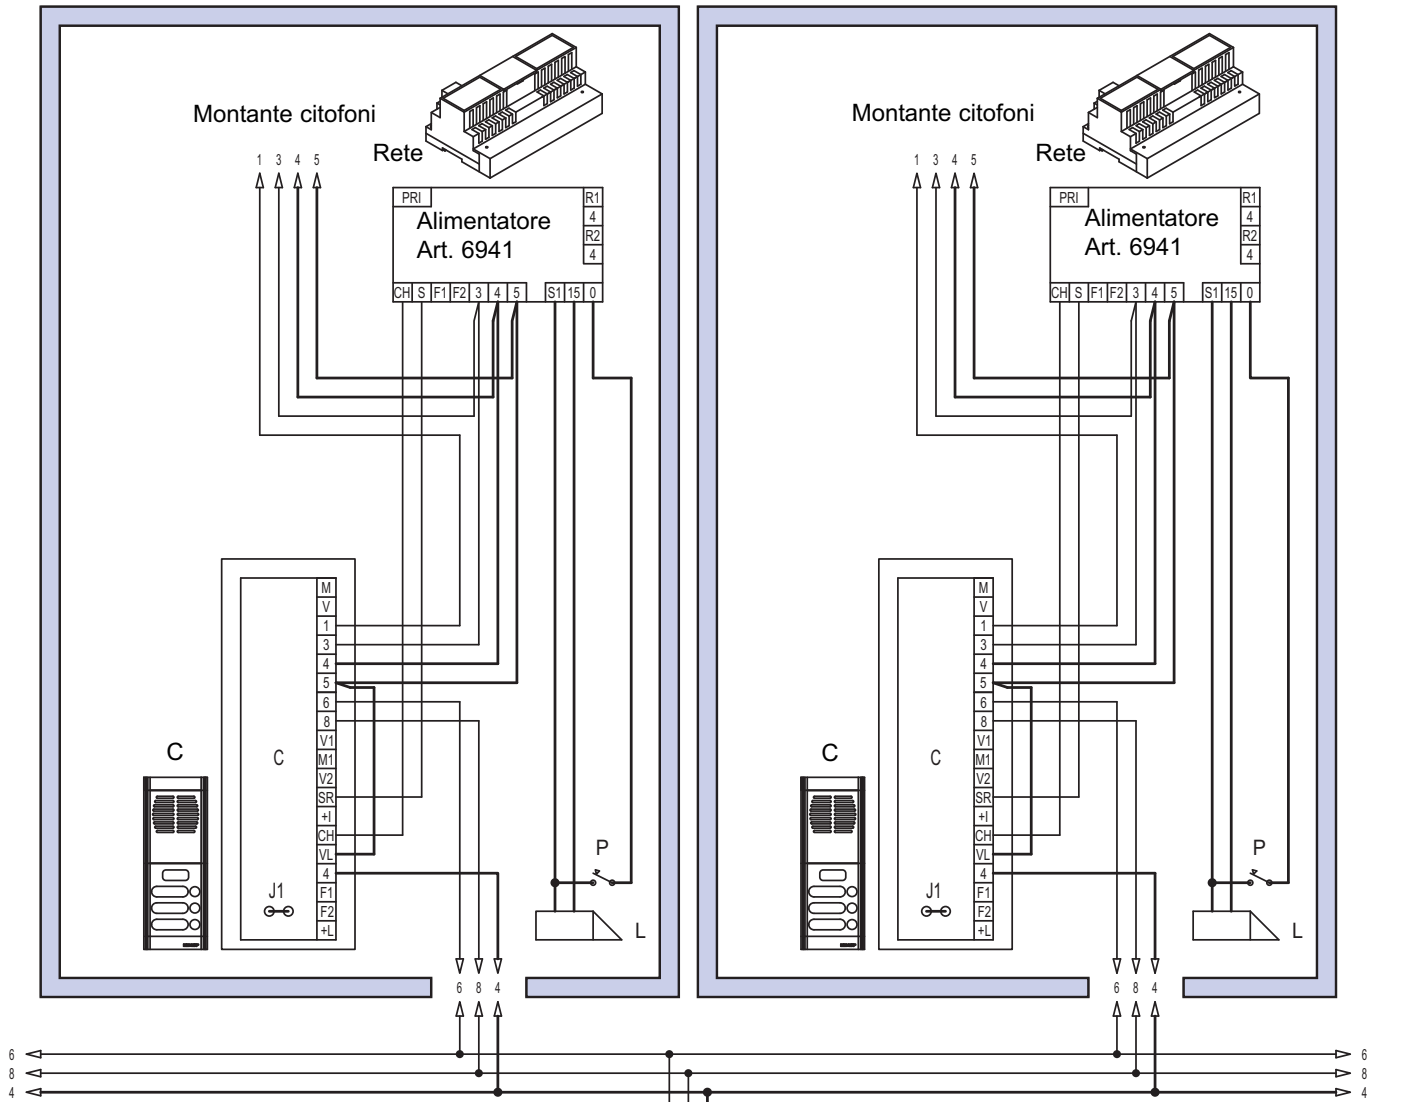 Montante citofoni
Rete
1 3 4 5
PRI
Alimentatore
Art. 6941
R1
4
R2
4
CH S F1 F2 3 4 5 S1 15 0
M
V
1
3
4
5
6
8
V1
M1
V2
SR
+I
CH
VL
4
F1
F2
+L
C
J1
C
P
L
6 8 4
Montante citofoni
Rete
1 3 4 5
PRI
Alimentatore
Art. 6941
R1
4
R2
4
CH S F1 F2 3 4 5 S1 15 0
M
V
1
3
4
5
6
8
V1
M1
V2
SR
+I
CH
VL
4
F1
F2
+L
C
J1
C
P
L
6 8 4
6 6
8 8
4 4